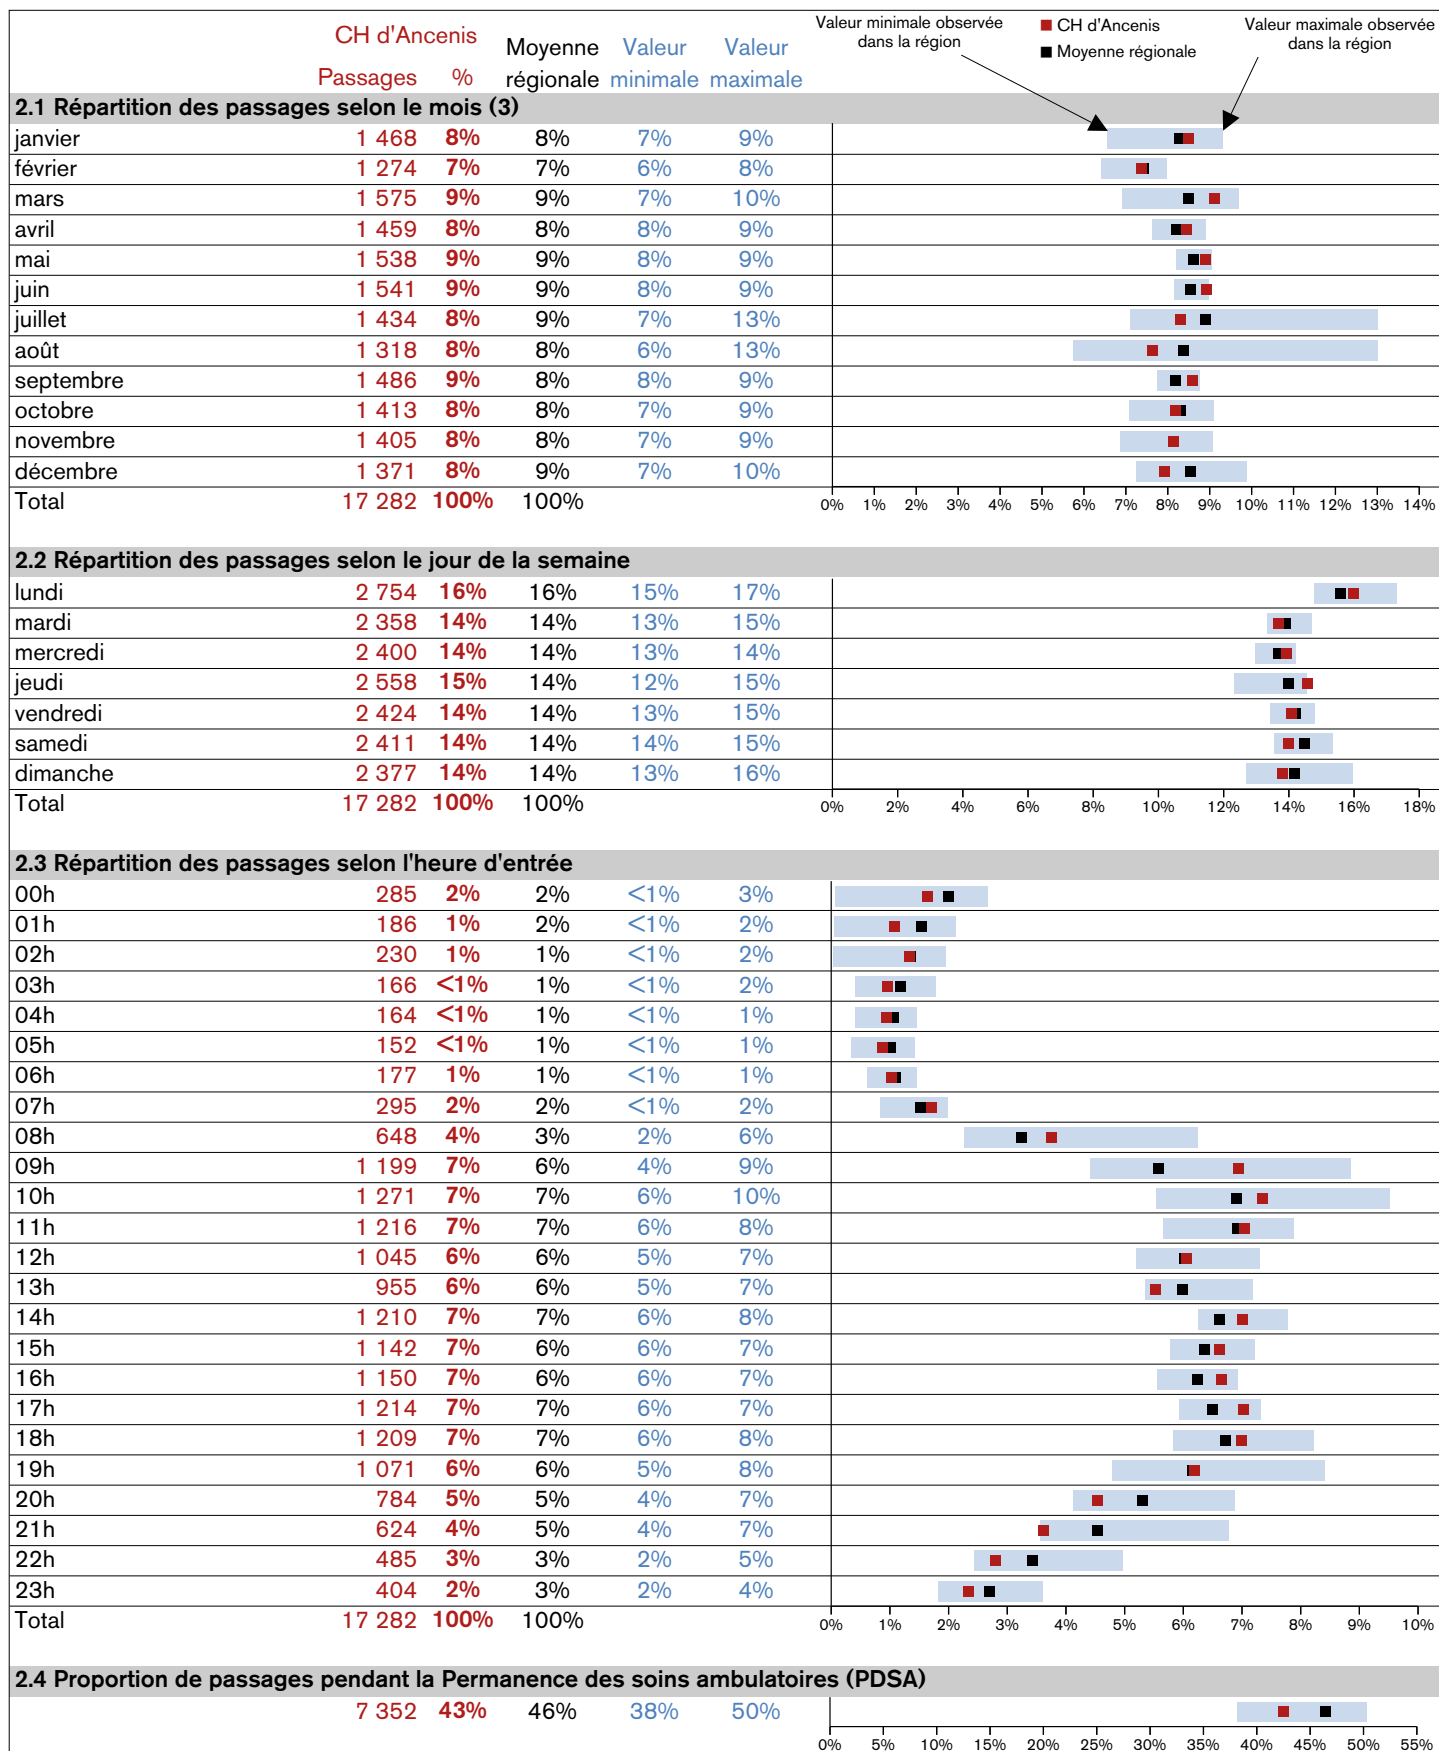 CH d'Ancenis
Passages % Moyenne régionale Valeur minimale Valeur maximale
Valeur minimale observée dans la région
CH d'Ancenis
Moyenne régionale
Valeur maximale observée dans la région
2.1 Répartition des passages selon le mois (3)
janvier 1 468 8% 8% 7% 9%
février 1 274 7% 7% 6% 8%
mars 1 575 9% 9% 7% 10%
avril 1 459 8% 8% 8% 9%
mai 1 538 9% 9% 8% 9%
juin 1 541 9% 9% 8% 9%
juillet 1 434 8% 9% 7% 13%
août 1 318 8% 8% 6% 13%
septembre 1 486 9% 8% 8% 9%
octobre 1 413 8% 8% 7% 9%
novembre 1 405 8% 8% 7% 9%
décembre 1 371 8% 9% 7% 10%
Total 17 282 100% 100%
0% 1% 2% 3% 4% 5% 6% 7% 8% 9% 10% 11% 12% 13% 14%
2.2 Répartition des passages selon le jour de la semaine
lundi 2 754 16% 16% 15% 17%
mardi 2 358 14% 14% 13% 15%
mercredi 2 400 14% 14% 13% 14%
jeudi 2 558 15% 14% 12% 15%
vendredi 2 424 14% 14% 13% 15%
samedi 2 411 14% 14% 14% 15%
dimanche 2 377 14% 14% 13% 16%
Total 17 282 100% 100%
0% 2% 4% 6% 8% 10% 12% 14% 16% 18%
2.3 Répartition des passages selon l'heure d'entrée
00h 285 2% 2% <1% 3%
01h 186 1% 2% <1% 2%
02h 230 1% 1% <1% 2%
03h 166 <1% 1% <1% 2%
04h 164 <1% 1% <1% 1%
05h 152 <1% 1% <1% 1%
06h 177 1% 1% <1% 1%
07h 295 2% 2% <1% 2%
08h 648 4% 3% 2% 6%
09h 1 199 7% 6% 4% 9%
10h 1 271 7% 7% 6% 10%
11h 1 216 7% 7% 6% 8%
12h 1 045 6% 6% 5% 7%
13h 955 6% 6% 5% 7%
14h 1 210 7% 7% 6% 8%
15h 1 142 7% 6% 6% 7%
16h 1 150 7% 6% 6% 7%
17h 1 214 7% 7% 6% 7%
18h 1 209 7% 7% 6% 8%
19h 1 071 6% 6% 5% 8%
20h 784 5% 5% 4% 7%
21h 624 4% 5% 4% 7%
22h 485 3% 3% 2% 5%
23h 404 2% 3% 2% 4%
Total 17 282 100% 100%
0% 1% 2% 3% 4% 5% 6% 7% 8% 9% 10%
2.4 Proportion de passages pendant la Permanence des soins ambulatoires (PDSA)
7 352 43% 46% 38% 50%
0% 5% 10% 15% 20% 25% 30% 35% 40% 45% 50% 55%